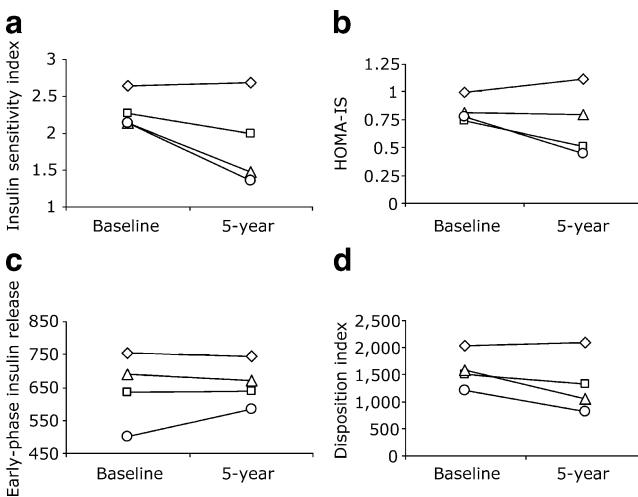 a
Insulin sensitivity index
3
2.5
2
1.5
1
Baseline 5-year
b
HOMA-IS
1.25
1
0.75
0.5
0.25
0
Baseline 5-year
c
Early-phase insulin release
850
750
650
550
450
Baseline 5-year
d
Disposition index
2,500
2,000
1,500
1,000
500
0
Baseline 5-year